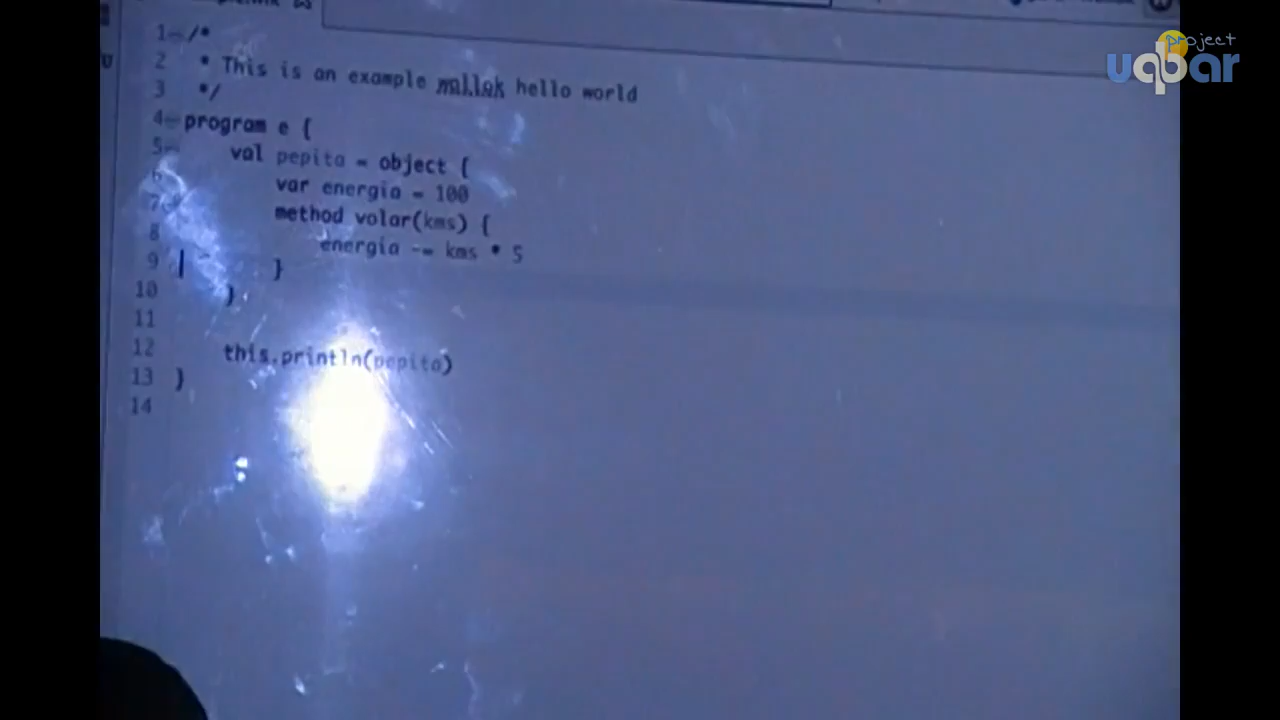 project
uqbar
1 /*
2 * This is an example wollok hello world
3 */
4 program e {
5 val pepita = object {
6 var energia = 100
7 method volar(kms) {
8 energia -= kms * 5
9 }
10 }
11
12 this.println(pepita)
13 }
14